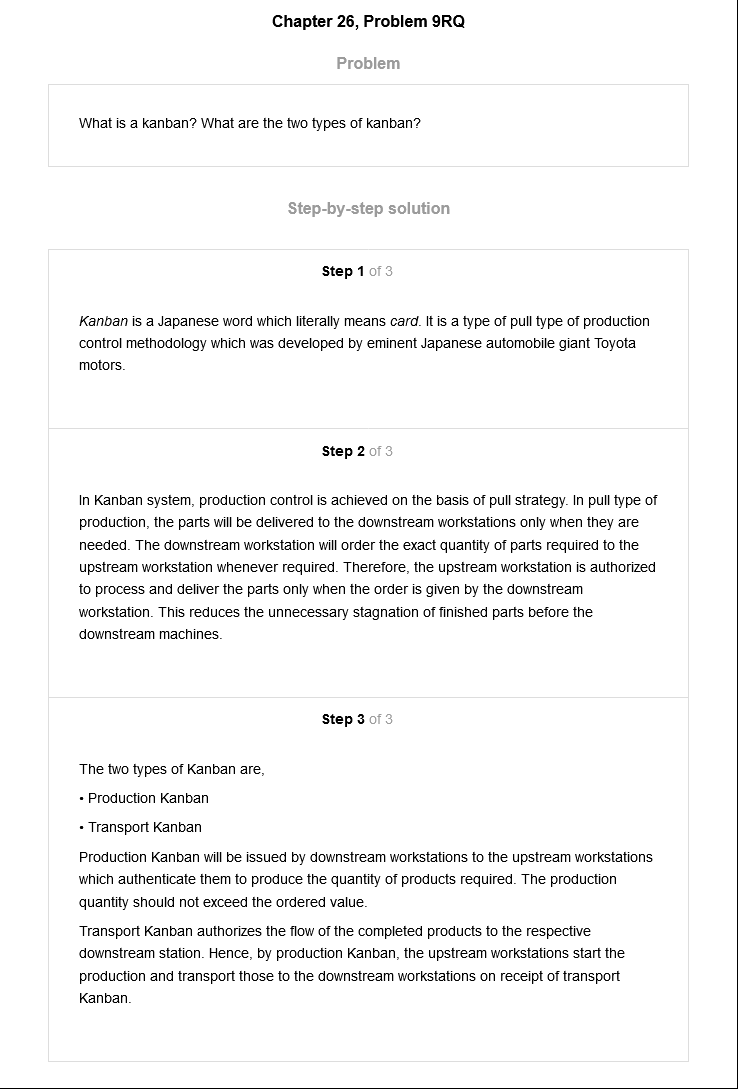 Chapter 26, Problem 9RQ
Problem
What is a kanban? What are the two types of kanban?
Step-by-step solution
Step 1 of 3
Kanban is a Japanese word which literally means card. It is a type of pull type of production
control methodology which was developed by eminent Japanese automobile giant Toyota
motors.
Step 2 of 3
In Kanban system, production control is achieved on the basis of pull strategy. In pull type of
production, the parts will be delivered to the downstream workstations only when they are
needed. The downstream workstation will order the exact quantity of parts required to the
upstream workstation whenever required. Therefore, the upstream workstation is authorized
to process and deliver the parts only when the order is given by the downstream
workstation. This reduces the unnecessary stagnation of finished parts before the
downstream machines.
Step 3 of 3
The two types of Kanban are,
• Production Kanban
• Transport Kanban
Production Kanban will be issued by downstream workstations to the upstream workstations
which authenticate them to produce the quantity of products required. The production
quantity should not exceed the ordered value.
Transport Kanban authorizes the flow of the completed products to the respective
downstream station. Hence, by production Kanban, the upstream workstations start the
production and transport those to the downstream workstations on receipt of transport
Kanban.